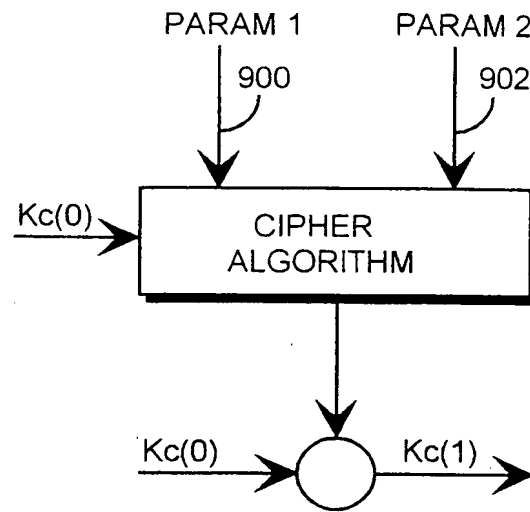 PARAM 1 PARAM 2
900 902
Kc(0)
CIPHER
ALGORITHM
Kc(0) Kc(1)